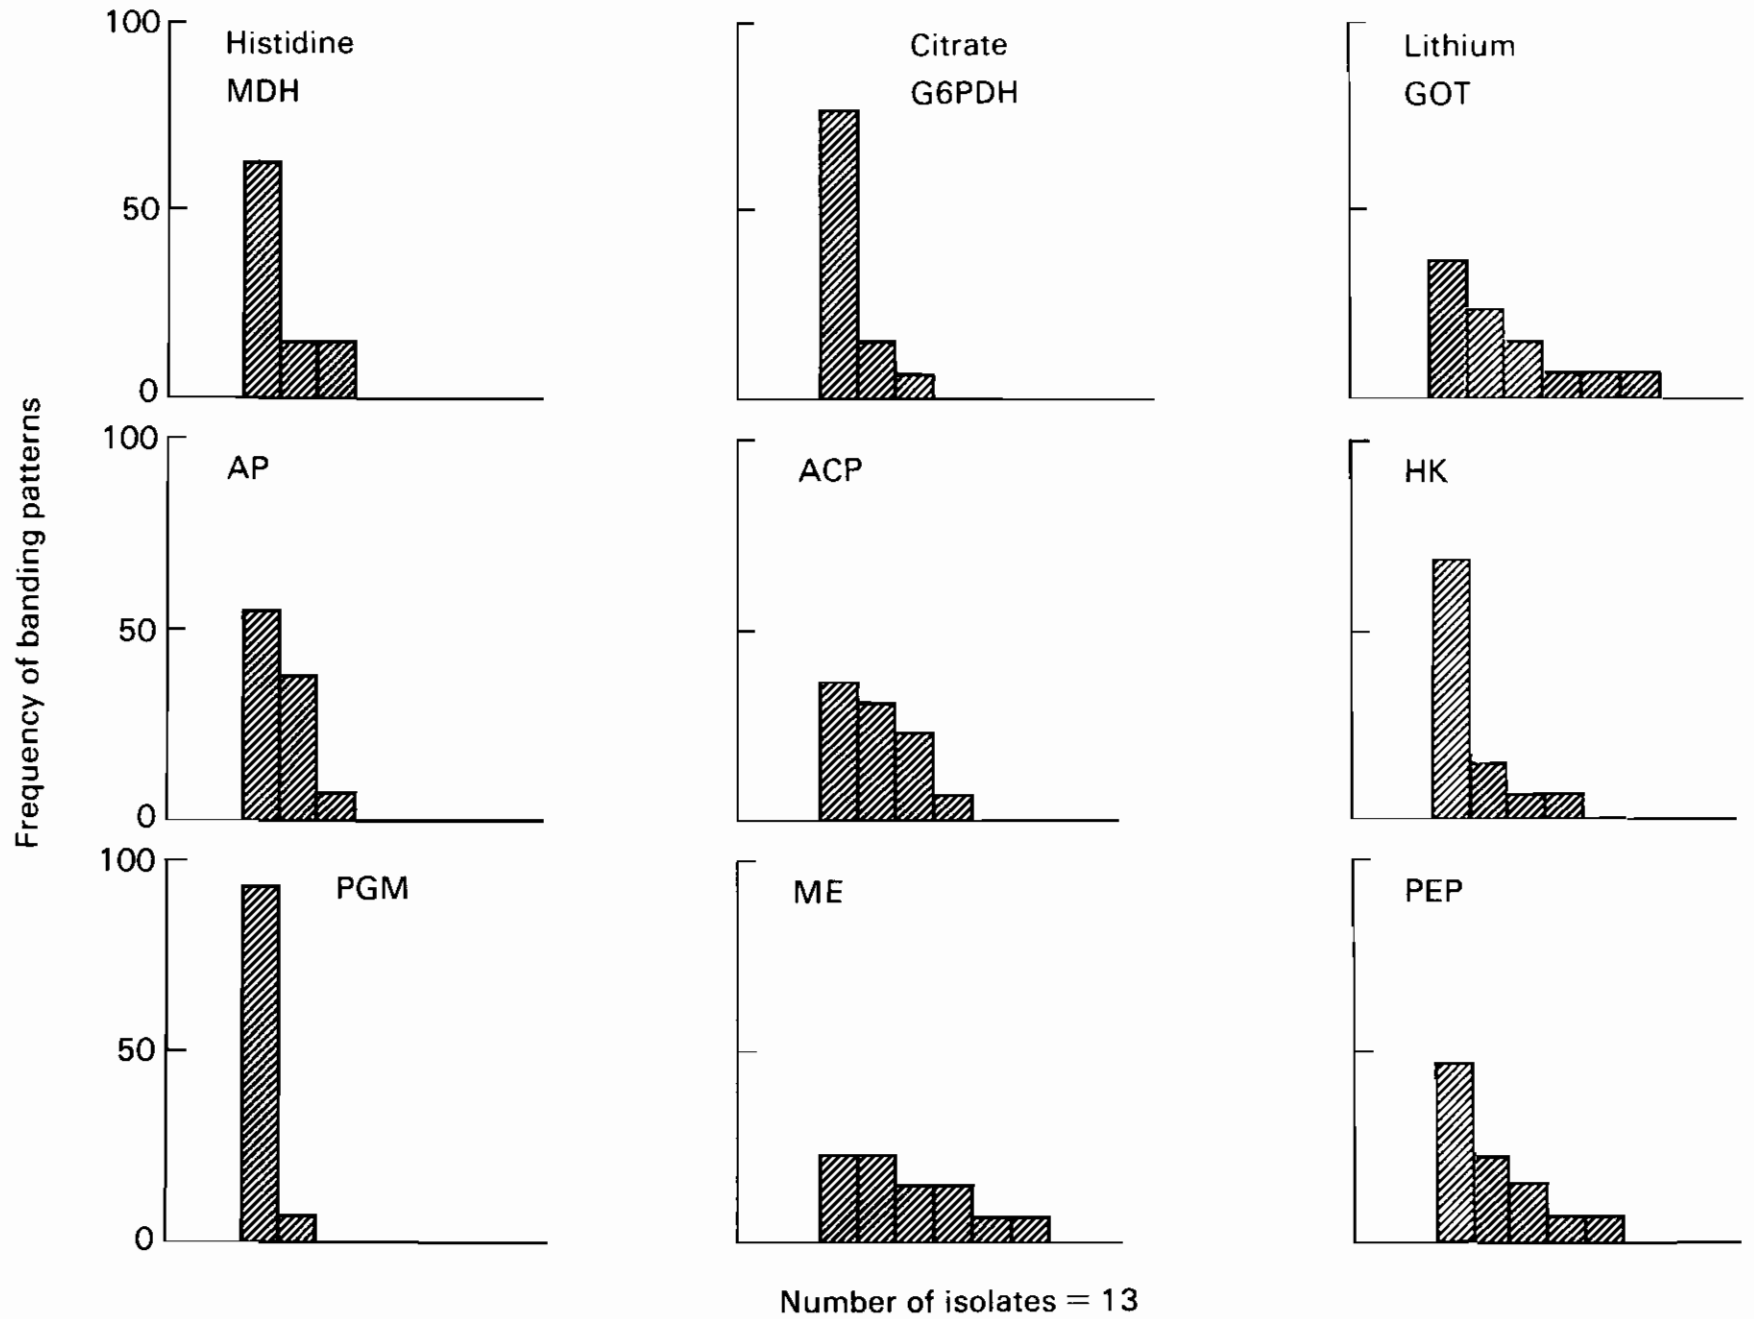 Frequency of banding patterns
100
50
0
Histidine
MDH
Citrate
G6PDH
Lithium
GOT
100
50
0
AP
ACP
HK
100
50
0
PGM
ME
PEP
Number of isolates = 13